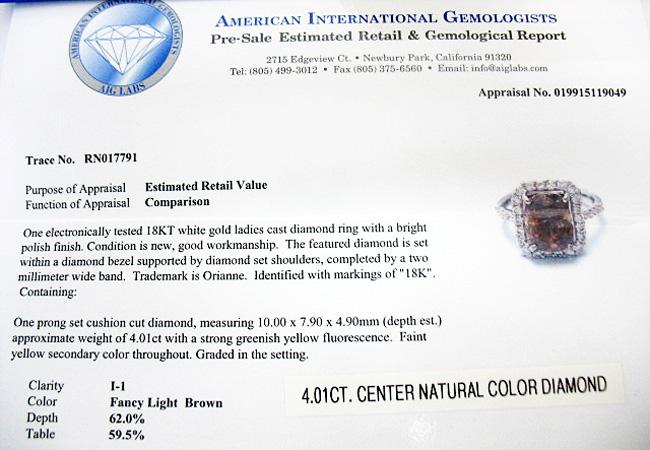 AMERICAN INTERNATIONAL GEMOLOGISTS
AIG LABS
AMERICAN INTERNATIONAL GEMOLOGISTS
Pre-Sale Estimated Retail & Gemological Report
2715 Edgeview Ct. • Newbury Park, California 91320
Tel: (805) 499-3012 • Fax (805) 375-6560 • Email: info@aiglabs.com
Appraisal No. 019915119049
Trace No. RN017791
Purpose of Appraisal Estimated Retail Value
Function of Appraisal Comparison
One electronically tested 18KT white gold ladies cast diamond ring with a bright
polish finish. Condition is new, good workmanship. The featured diamond is set
within a diamond bezel supported by diamond set shoulders, completed by a two
millimeter wide band. Trademark is Orianne. Identified with markings of "18K".
Containing:
One prong set cushion cut diamond, measuring 10.00 x 7.90 x 4.90mm (depth est.)
approximate weight of 4.01ct with a strong greenish yellow fluorescence. Faint
yellow secondary color throughout. Graded in the setting.
Clarity I-1
Color Fancy Light Brown
Depth 62.0%
Table 59.5%
4.01CT. CENTER NATURAL COLOR DIAMOND